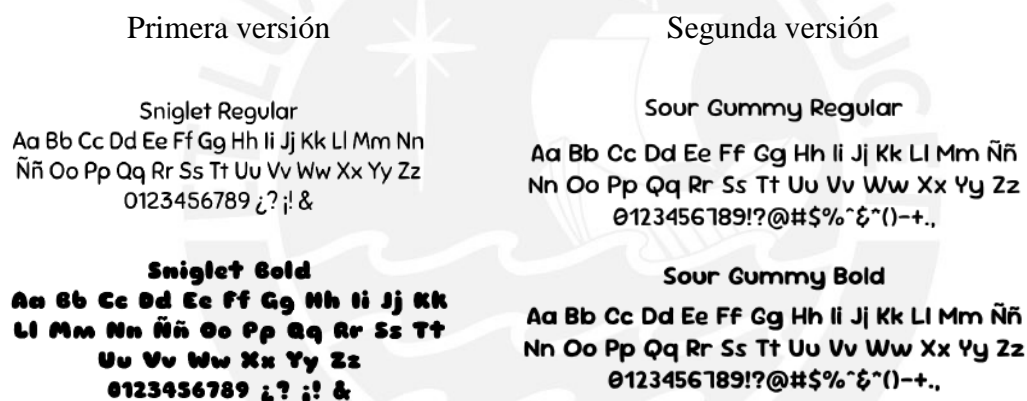 Primera versión
Sniglet Regular
Aa Bb Cc Dd Ee Ff Gg Hh Ii Jj Kk Ll Mm Nn
Ññ Oo Pp Qq Rr Ss Tt Uu Vv Ww Xx Yy Zz
0123456789 ¿? ¡! &
Sniglet Bold
Aa Bb Cc Dd Ee Ff Gg Hh Ii Jj Kk
Ll Mm Nn Ññ Oo Pp Qq Rr Ss Tt
Uu Vv Ww Xx Yy Zz
0123456789 ¿? ¡! &
Segunda versión
Sour Gummy Regular
Aa Bb Cc Dd Ee Ff Gg Hh Ii Jj Kk Ll Mm Ññ
Nn Oo Pp Qq Rr Ss Tt Uu Vv Ww Xx Yy Zz
0123456789!?@#$%^&^()-+.,
Sour Gummy Bold
Aa Bb Cc Dd Ee Ff Gg Hh Ii Jj Kk Ll Mm Ññ
Nn Oo Pp Qq Rr Ss Tt Uu Vv Ww Xx Yy Zz
0123456789!?@#$%^&^()-+.,